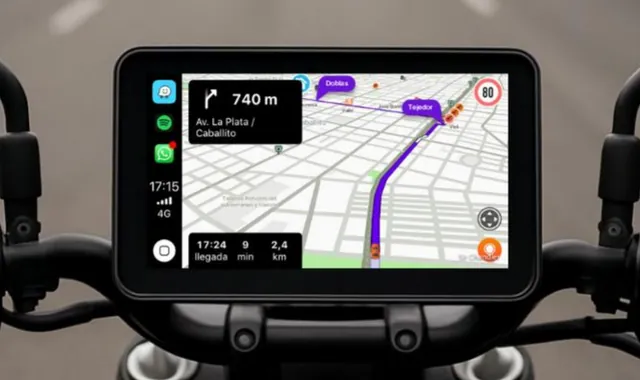 740 m
Av. La Plata /
Caballito
17:15
4G
17:24 9 2,4
llegada min km
Doblas
Tejedor
80